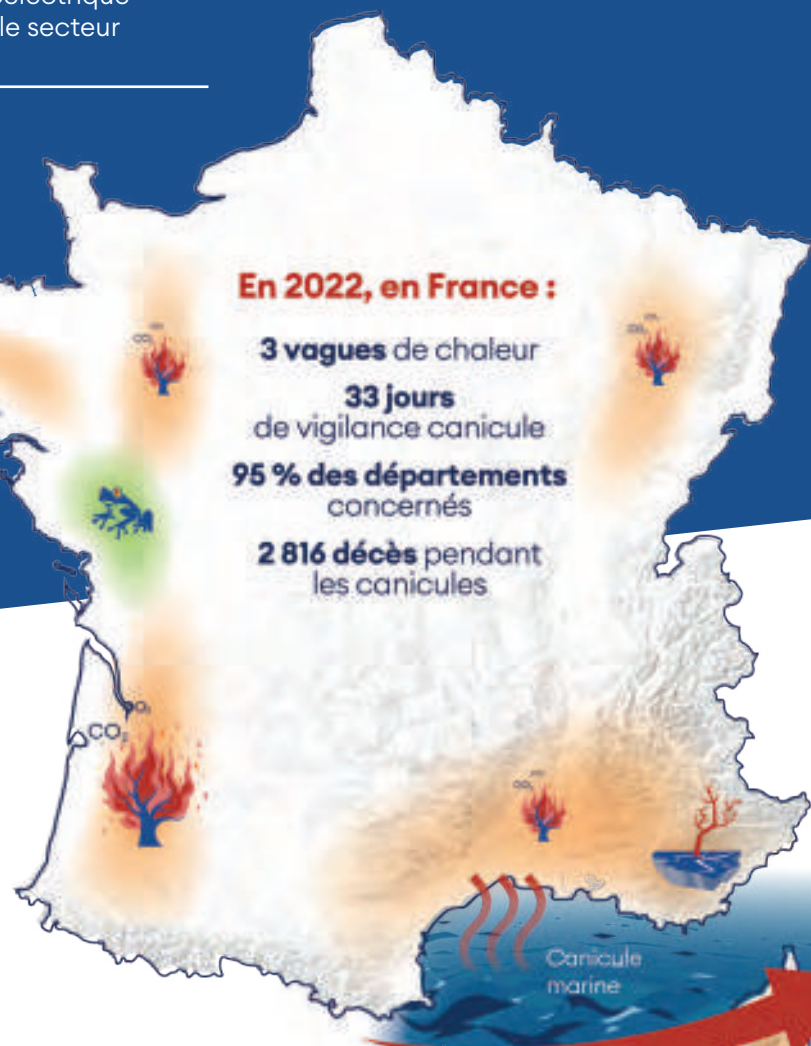 le secteur
En 2022, en France :
3 vagues de chaleur
33 jours
de vigilance canicule
95 % des départements
concernés
2 816 décès pendant
les canicules
CO₂
Canicule
marine